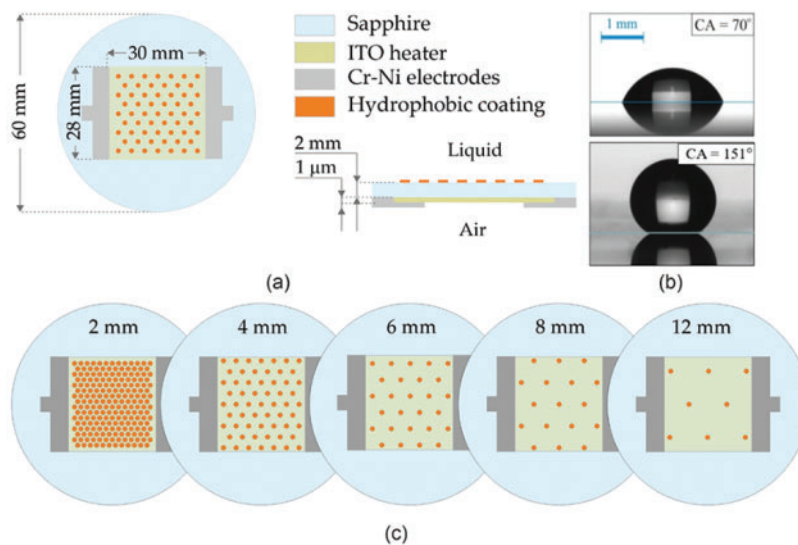 60 mm
28 mm
30 mm
Sapphire
ITO heater
Cr-Ni electrodes
Hydrophobic coating
2 mm
1 μm
Liquid
Air
(a)
1 mm
CA = 70°
CA = 151°
(b)
2 mm
4 mm
6 mm
8 mm
12 mm
(c)